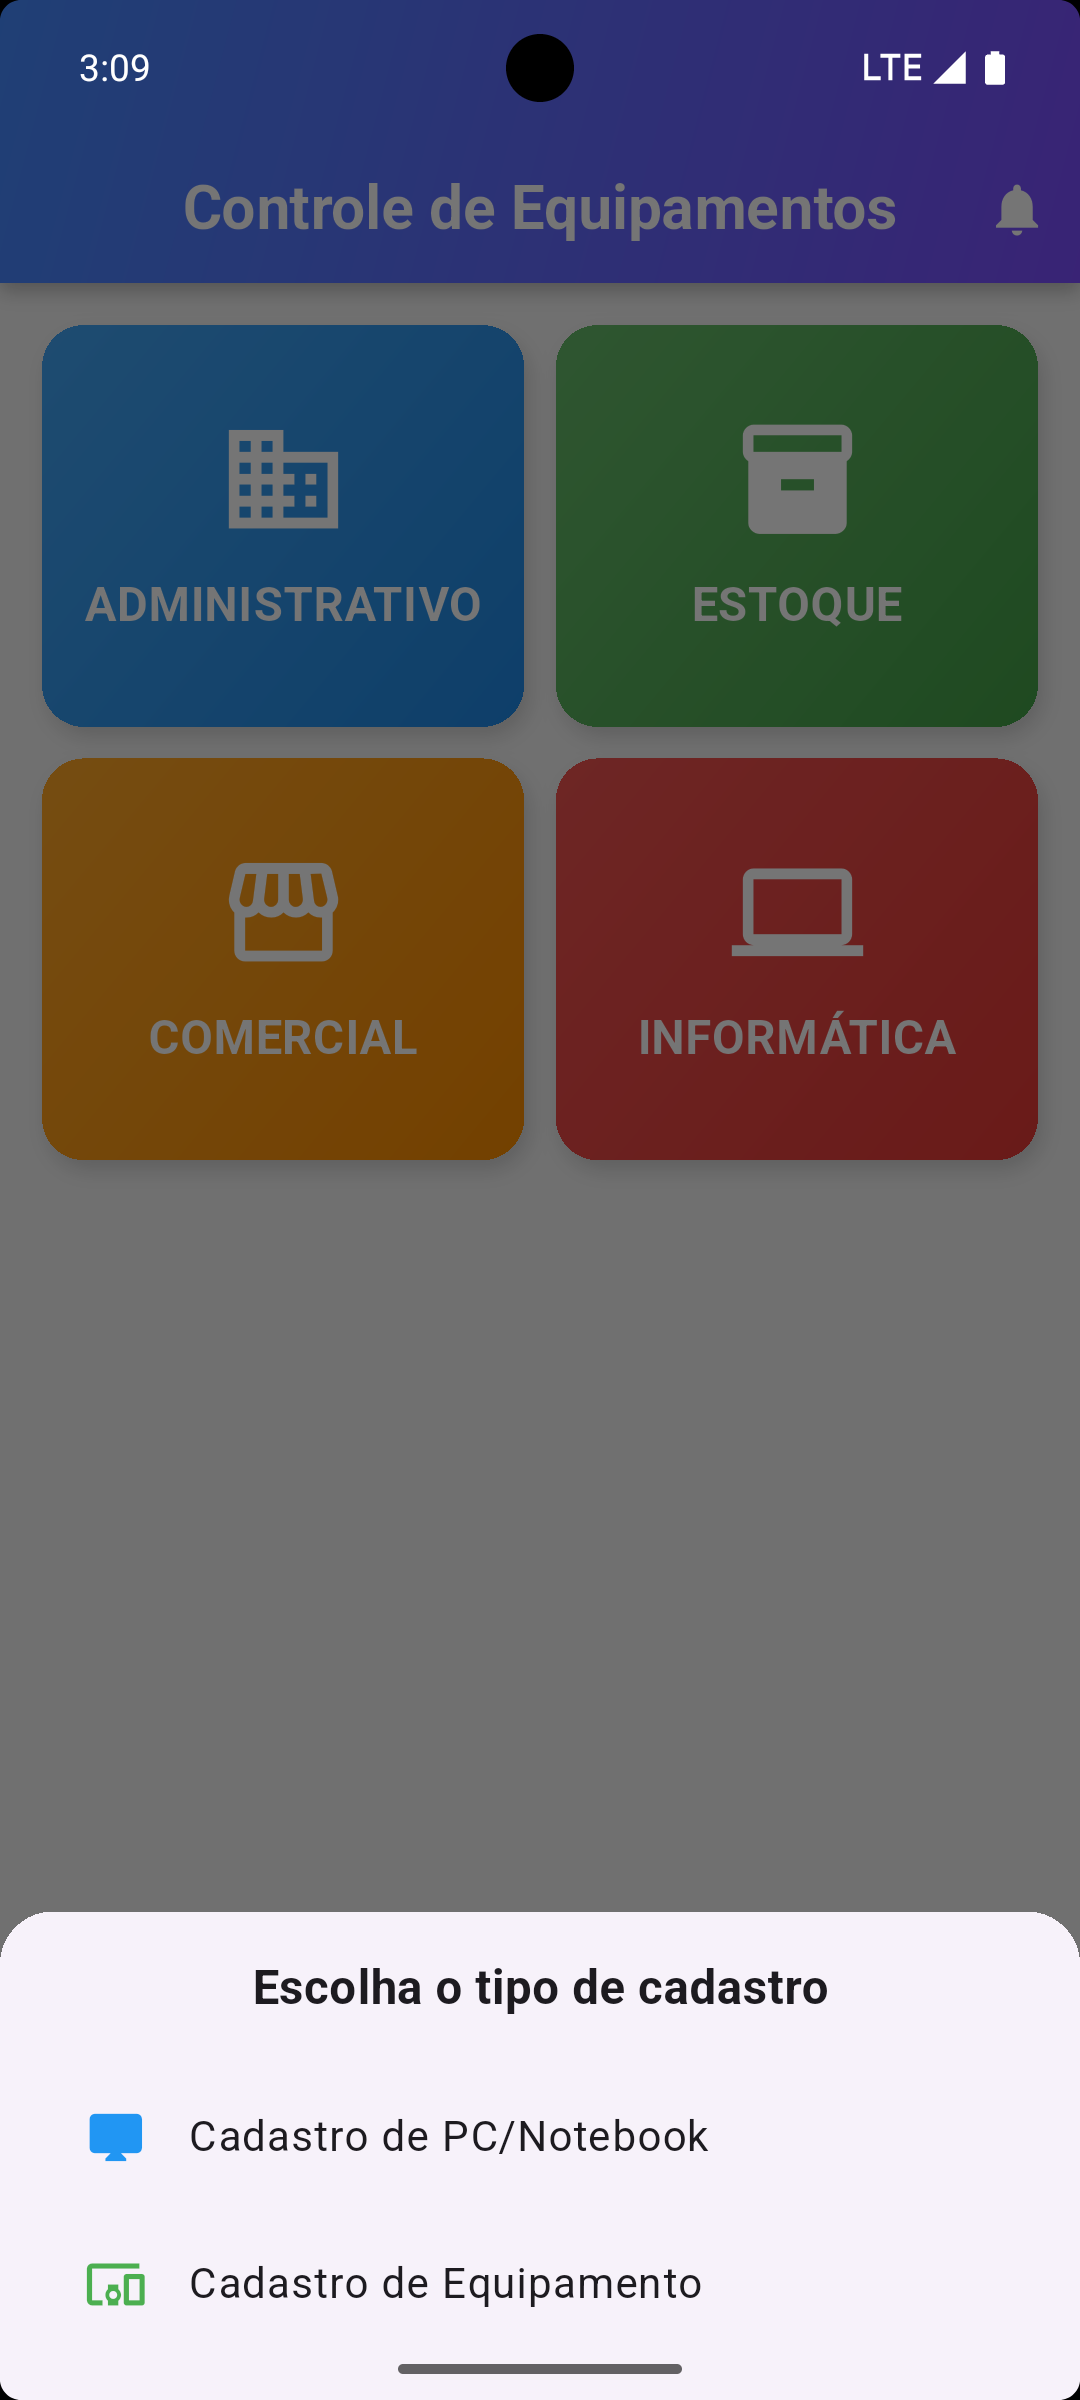 3:09
LTE
Controle de Equipamentos
ADMINISTRATIVO
ESTOQUE
COMERCIAL
INFORMÁTICA
Escolha o tipo de cadastro
Cadastro de PC/Notebook
Cadastro de Equipamento